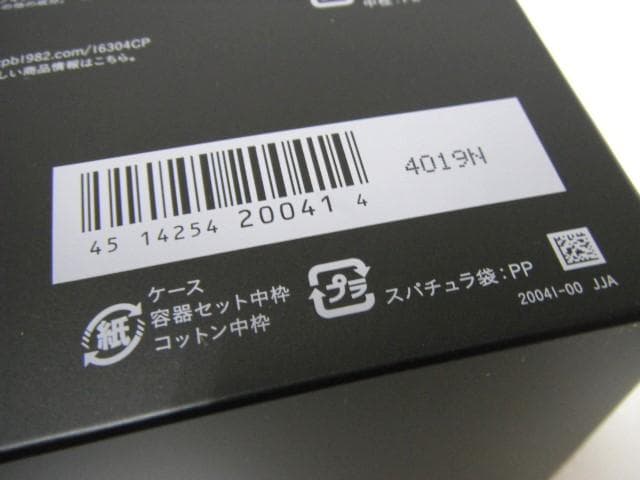 pb1982.com/16304CP
しい商品情報はこちら。
4019N
45 14254 20041 4
紙
ケース
容器セット中枠
コットン中枠
プラ
スパチュラ袋:PP
20041-00 JJA